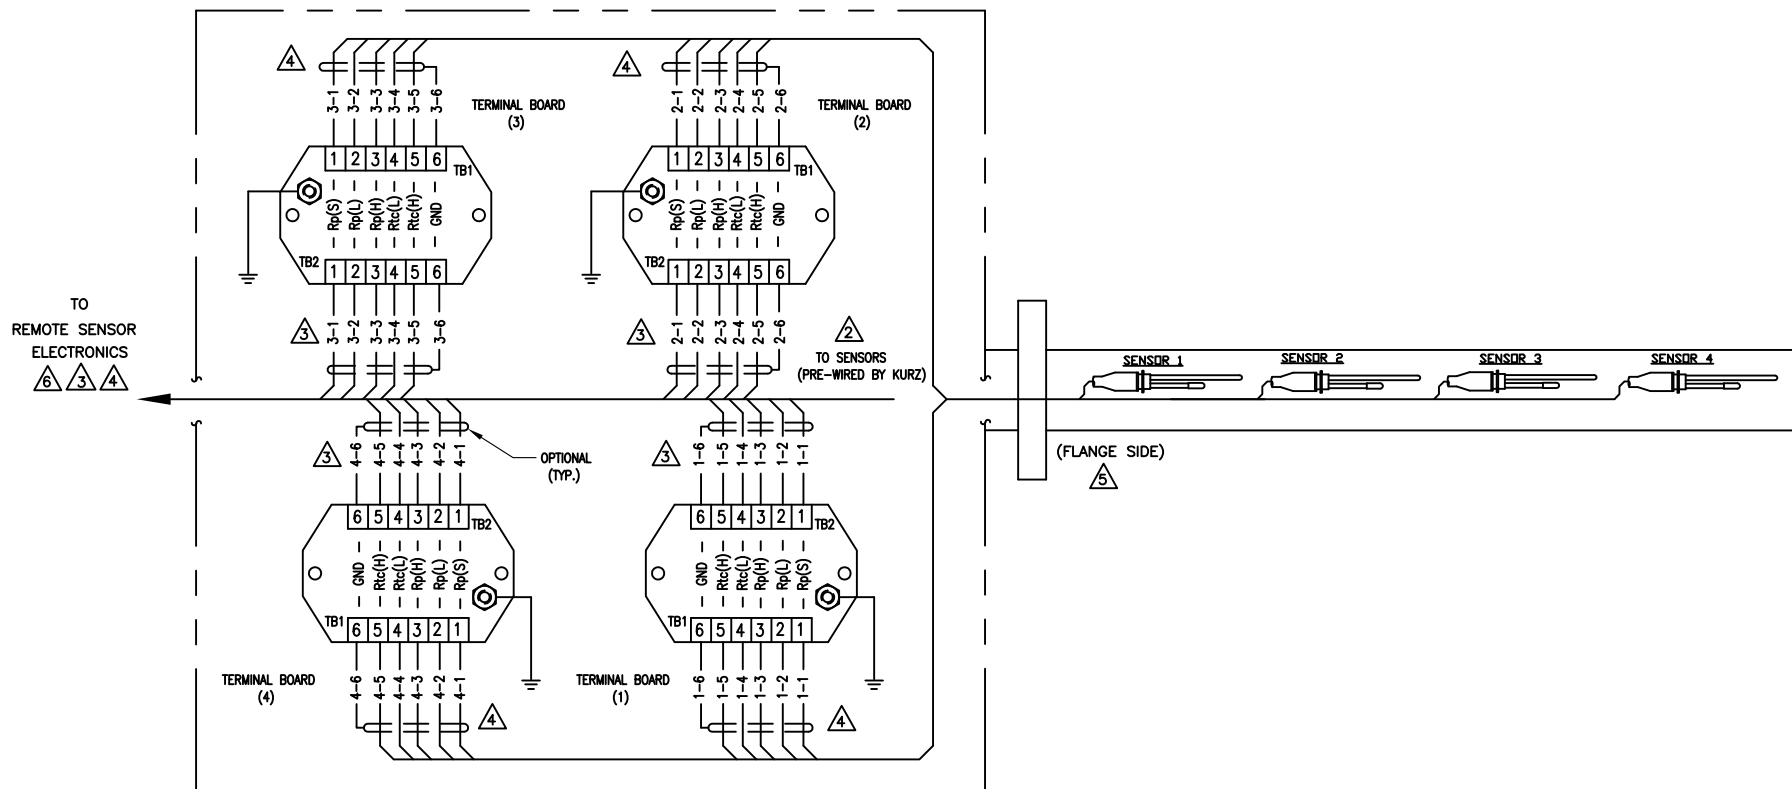 4
3-1 3-2 3-3 3-4 3-5 3-6
TERMINAL BOARD
(3)
1 2 3 4 5 6
TB1
Rp(S) Rp(L) Rp(H) Rtc(L) Rtc(H) GND
TB2
1 2 3 4 5 6
3
3-1 3-2 3-3 3-4 3-5 3-6
4
2-1 2-2 2-3 2-4 2-5 2-6
TERMINAL BOARD
(2)
1 2 3 4 5 6
TB1
Rp(S) Rp(L) Rp(H) Rtc(L) Rtc(H) GND
TB2
1 2 3 4 5 6
3
2-1 2-2 2-3 2-4 2-5 2-6
2
TO SENSORS
(PRE-WIRED BY KURZ)
TO
REMOTE SENSOR
ELECTRONICS
6 3 4
SENSOR 1
SENSOR 2
SENSOR 3
SENSOR 4
(FLANGE SIDE)
5
3
4-6 4-5 4-4 4-3 4-2 4-1
OPTIONAL
(TYP.)
6 5 4 3 2 1
TB2
GND Rtc(H) Rtc(L) Rp(H) Rp(L) Rp(S)
TB1
6 5 4 3 2 1
TERMINAL BOARD
(4)
4-6 4-5 4-4 4-3 4-2 4-1
4
3
1-6 1-5 1-4 1-3 1-2 1-1
6 5 4 3 2 1
TB2
GND Rtc(H) Rtc(L) Rp(H) Rp(L) Rp(S)
TB1
6 5 4 3 2 1
TERMINAL BOARD
(1)
1-6 1-5 1-4 1-3 1-2 1-1
4